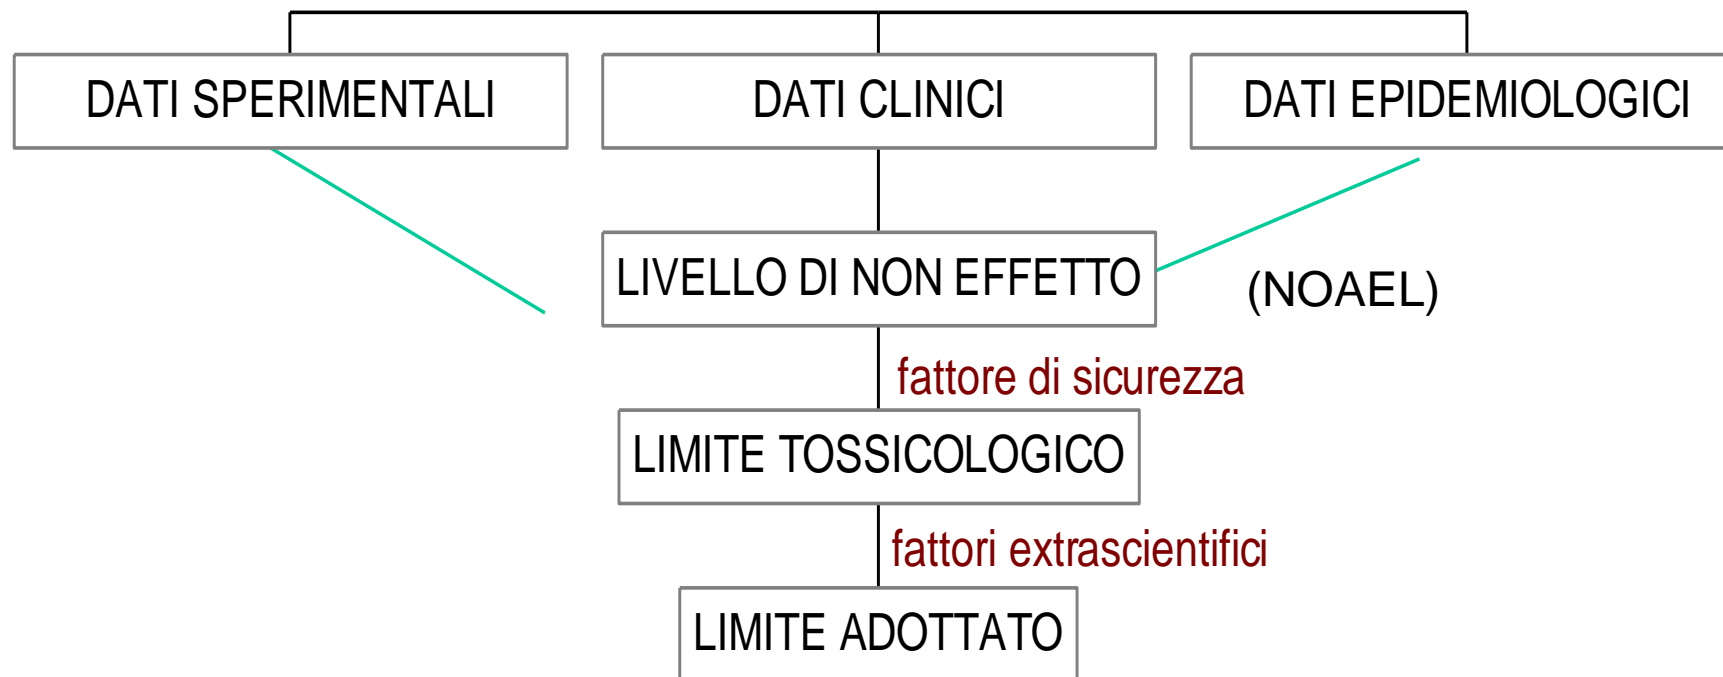 DATI SPERIMENTALI
DATI CLINICI
DATI EPIDEMIOLOGICI
LIVELLO DI NON EFFETTO
(NOAEL)
fattore di sicurezza
LIMITE TOSSICOLOGICO
fattori extrascientifici
LIMITE ADOTTATO